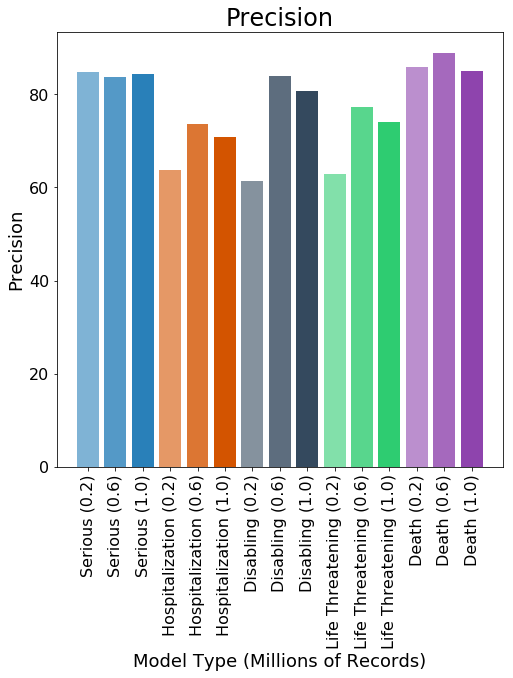 Precision
Precision
80
60
40
20
0
Serious (0.2)
Serious (0.6)
Serious (1.0)
Hospitalization (0.2)
Hospitalization (0.6)
Hospitalization (1.0)
Disabling (0.2)
Disabling (0.6)
Disabling (1.0)
Life Threatening (0.2)
Life Threatening (0.6)
Life Threatening (1.0)
Death (0.2)
Death (0.6)
Death (1.0)
Model Type (Millions of Records)